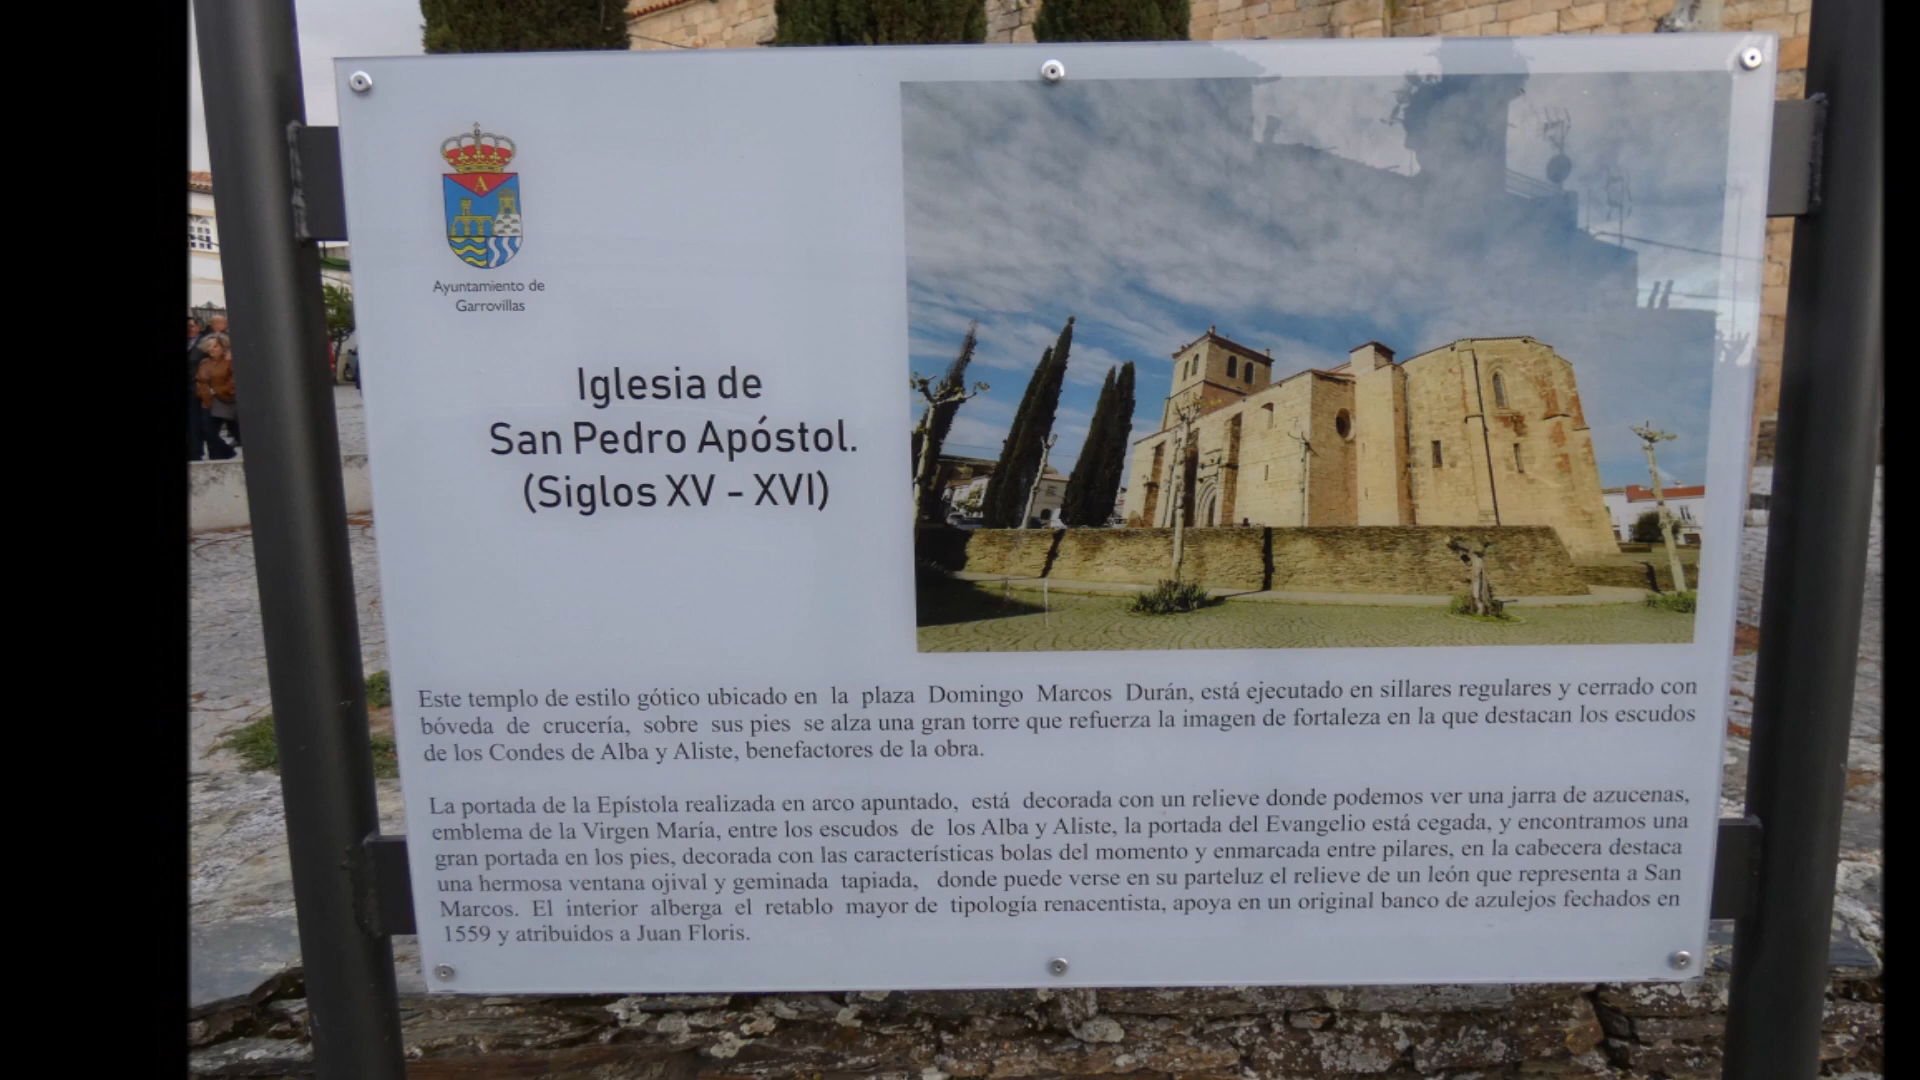 A
Ayuntamiento de
Garrovillas
Iglesia de
San Pedro Apóstol.
(Siglos XV - XVI)
Este templo de estilo gótico ubicado en la plaza Domingo Marcos Durán, está ejecutado en sillares regulares y cerrado con
bóveda de crucería, sobre sus pies se alza una gran torre que refuerza la imagen de fortaleza en la que destacan los escudos
de los Condes de Alba y Aliste, benefactores de la obra.
La portada de la Epístola realizada en arco apuntado, está decorada con un relieve donde podemos ver una jarra de azucenas,
emblema de la Virgen María, entre los escudos de los Alba y Aliste, la portada del Evangelio está cegada, y encontramos una
gran portada en los pies, decorada con las características bolas del momento y enmarcada entre pilares, en la cabecera destaca
una hermosa ventana ojival y geminada tapiada, donde puede verse en su parteluz el relieve de un león que representa a San
Marcos. El interior alberga el retablo mayor de tipología renacentista, apoya en un original banco de azulejos fechados en
1559 y atribuidos a Juan Floris.